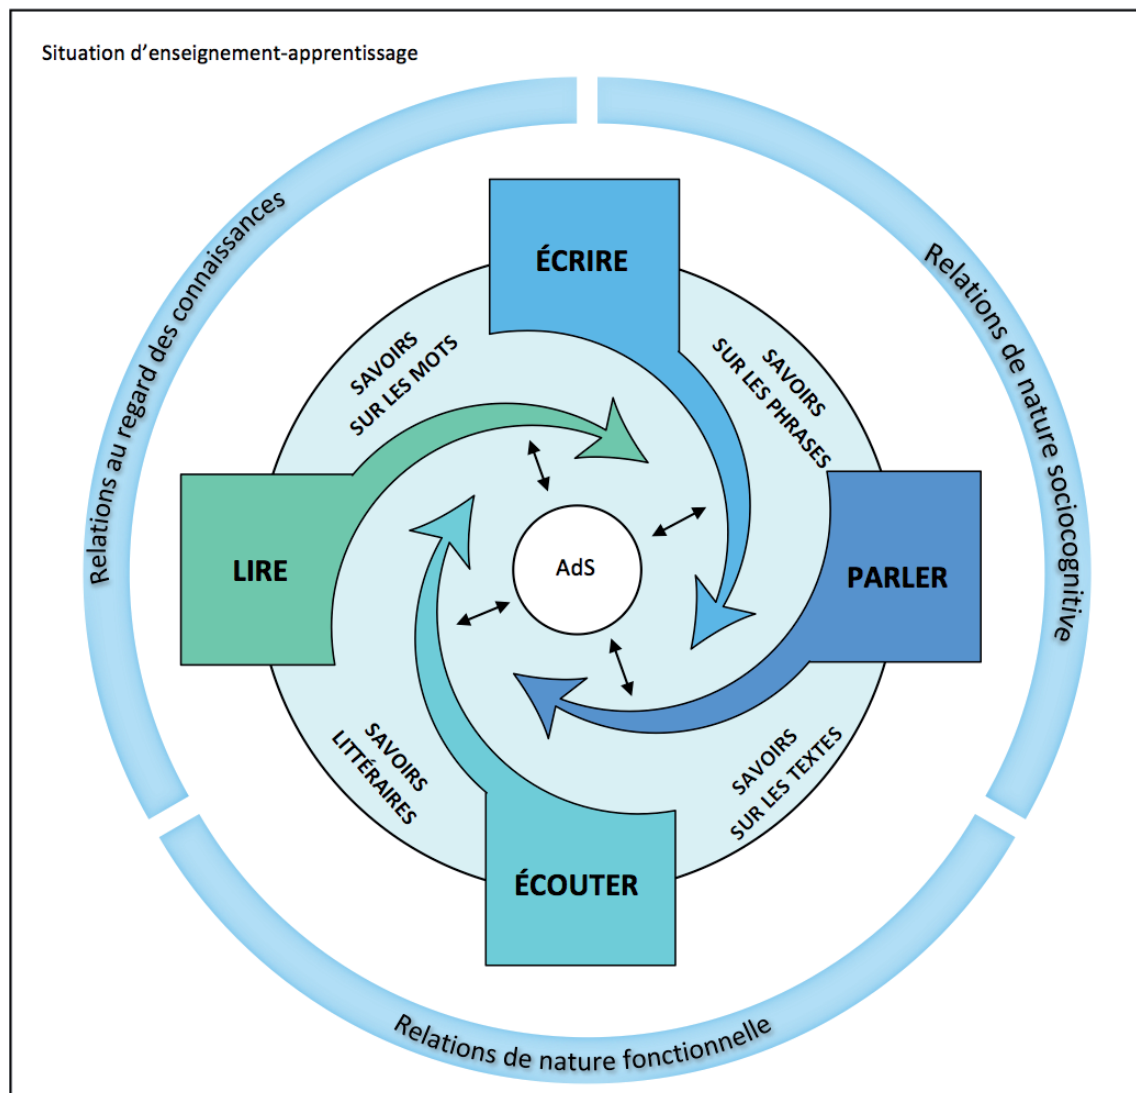 Situation d’enseignement-apprentissage
Relations au regard des connaissances
Relations de nature sociocognitive
ÉCRIRE
SAVOIRS
SUR LES MOTS
SAVOIRS
SUR LES PHRASES
LIRE
AdS
PARLER
SAVOIRS
LITTÉRAIRES
SAVOIRS
SUR LES TEXTES
ÉCOUTER
Relations de nature fonctionnelle